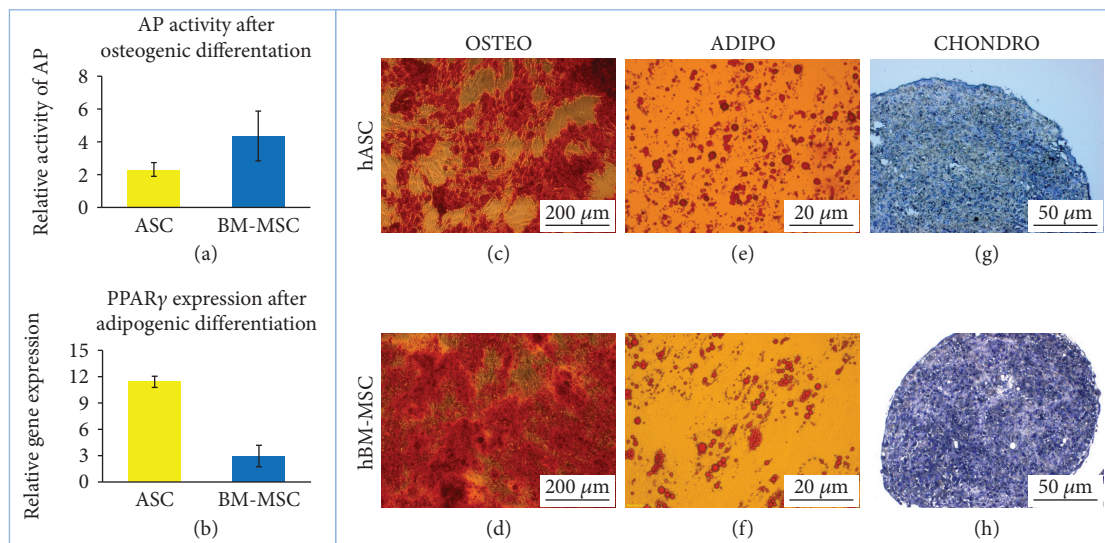 AP activity after
osteogenic differentation
Relative activity of AP
8
6
4
2
0
ASC
BM-MSC
(a)
PPARγ expression after
adipogenic differentiation
Relative gene expression
15
12
9
6
3
0
ASC
BM-MSC
(b)
OSTEO
ADIPO
CHONDRO
hASC
200 µm
20 µm
50 µm
(c)
(e)
(g)
hBM-MSC
200 µm
20 µm
50 µm
(d)
(f)
(h)